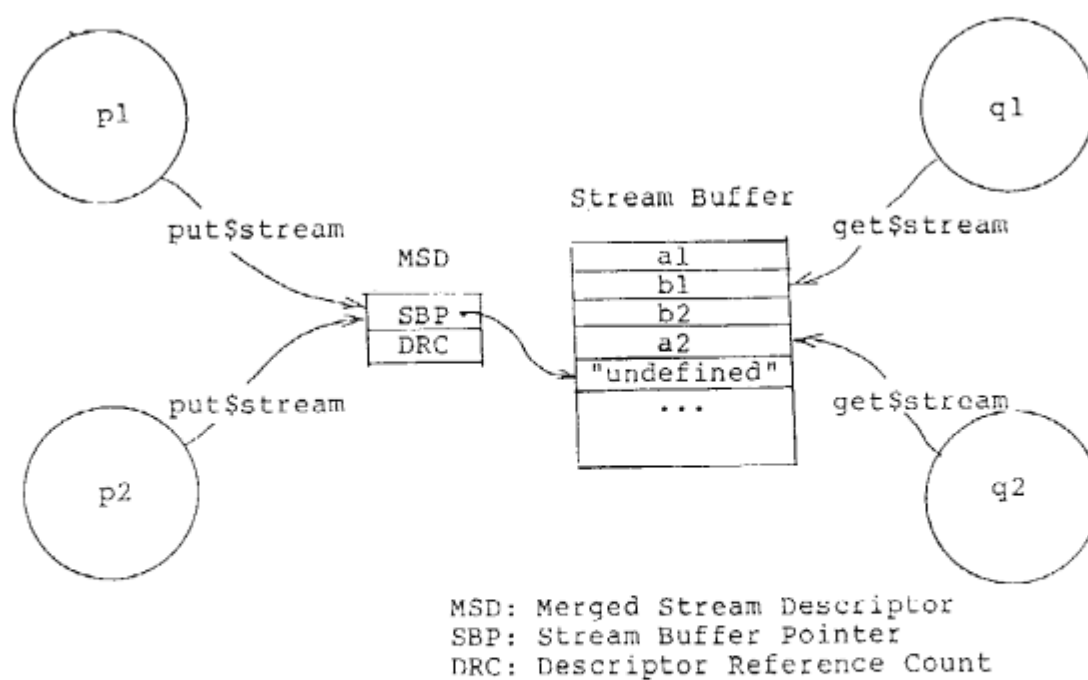 p1
q1
Stream Buffer
put$stream
get$stream
MSD
a1
b1
SBP
b2
DRC
a2
"undefined"
put$stream
...
get$stream
p2
q2
MSD: Merged Stream Descriptor
SBP: Stream Buffer Pointer
DRC: Descriptor Reference Count